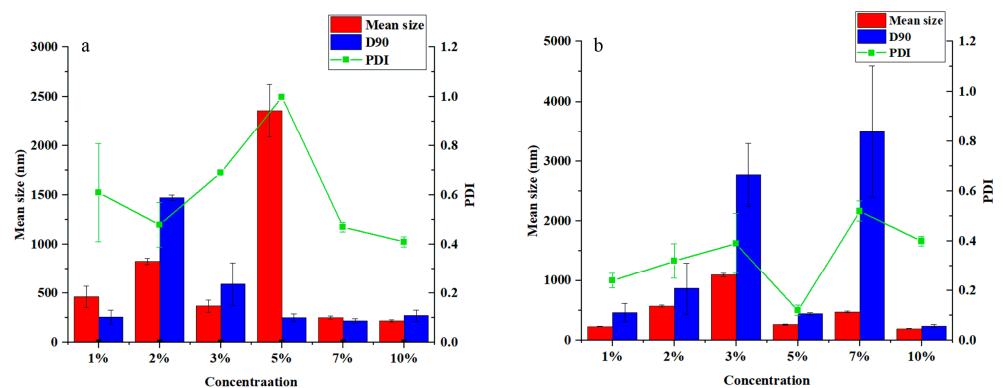 a
Mean size
D90
PDI
3000
2500
2000
1500
1000
500
0
Mean size (nm)
1.2
1.0
0.8
0.6
0.4
0.2
0.0
PDI
1%
2%
3%
5%
7%
10%
Concentraation
b
Mean size
D90
PDI
5000
4000
3000
2000
1000
0
Mean size (nm)
1.2
1.0
0.8
0.6
0.4
0.2
0.0
PDI
1%
2%
3%
5%
7%
10%
Concentration